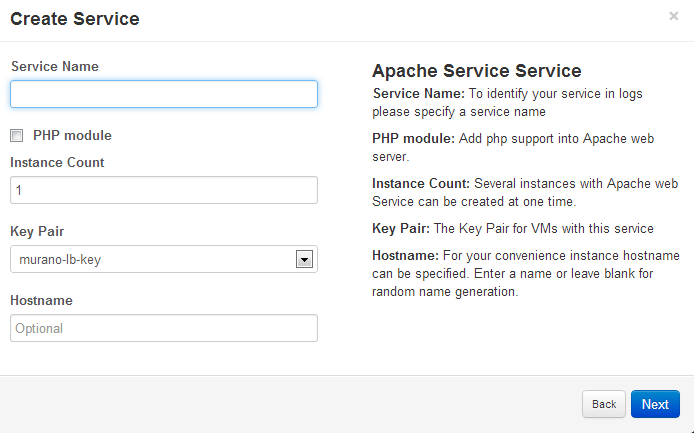 Create Service
×
Service Name
PHP module
Instance Count
1
Key Pair
murano-lb-key
Hostname
Optional
Apache Service Service
Service Name: To identify your service in logs
please specify a service name
PHP module: Add php support into Apache web
server.
Instance Count: Several instances with Apache web
Service can be created at one time.
Key Pair: The Key Pair for VMs with this service
Hostname: For your convenience instance hostname
can be specified. Enter a name or leave blank for
random name generation.
Back
Next